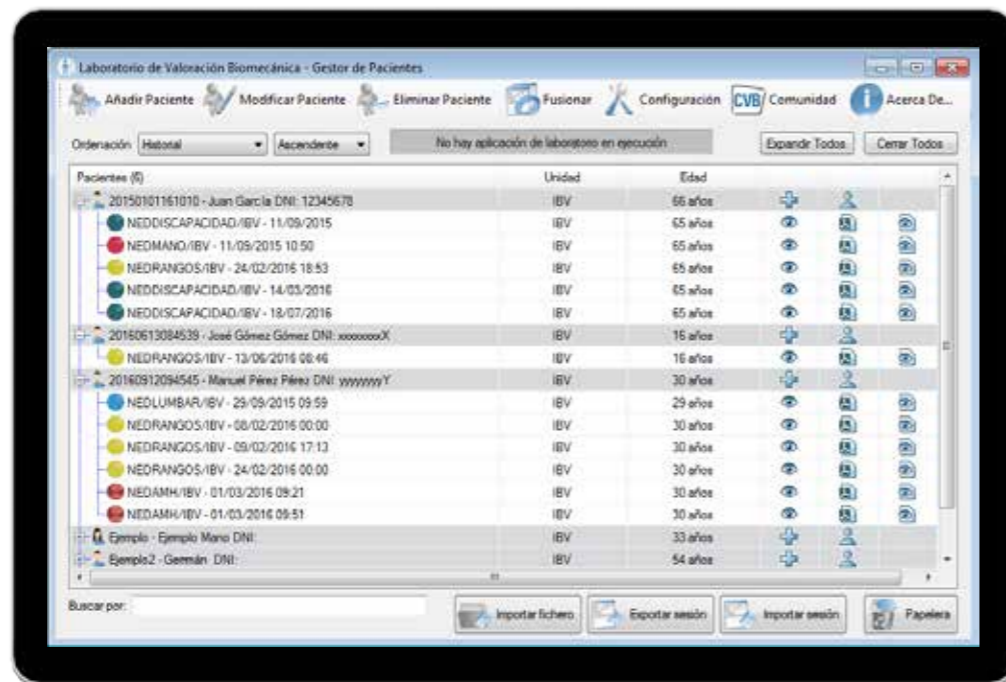 Laboratorio de Valoración Biomecánica - Gestor de Pacientes
Añadir Paciente Modificar Paciente Eliminar Paciente Fusionar Configuración CVB Comunidad Acerca De...
Ordenación Historial Ascendente No hay aplicación de laboratorio en ejecución Expandir Todos Cerrar Todos
Pacientes (6) Unidad Edad
20150101161010 - Juan García DNI: 12345678 IBV 66 años
NEDDISCAPACIDAD/IBV - 11/09/2015 IBV 65 años
NEDMANO/IBV - 11/09/2015 10:50 IBV 65 años
NEDRANGOS/IBV - 24/02/2016 18:53 IBV 65 años
NEDDISCAPACIDAD/IBV - 14/03/2016 IBV 65 años
NEDDISCAPACIDAD/IBV - 18/07/2016 IBV 65 años
20160613084539 - José Gómez Gómez DNI: xxxxxxxX IBV 16 años
NEDRANGOS/IBV - 13/06/2016 08:46 IBV 16 años
20160912094545 - Manuel Pérez Pérez DNI: yyyyyyyY IBV 30 años
NEDLUMBAR/IBV - 29/09/2015 09:59 IBV 29 años
NEDRANGOS/IBV - 08/02/2016 00:00 IBV 30 años
NEDRANGOS/IBV - 09/02/2016 17:13 IBV 30 años
NEDRANGOS/IBV - 24/02/2016 00:00 IBV 30 años
NEDAMH/IBV - 01/03/2016 09:21 IBV 30 años
NEDAMH/IBV - 01/03/2016 09:51 IBV 30 años
Ejemplo - Ejemplo Mano DNI: IBV 33 años
Ejemplo2 - Germán DNI: IBV 54 años
Buscar por: Importar fichero Exportar sesión Importar sesión Papelera